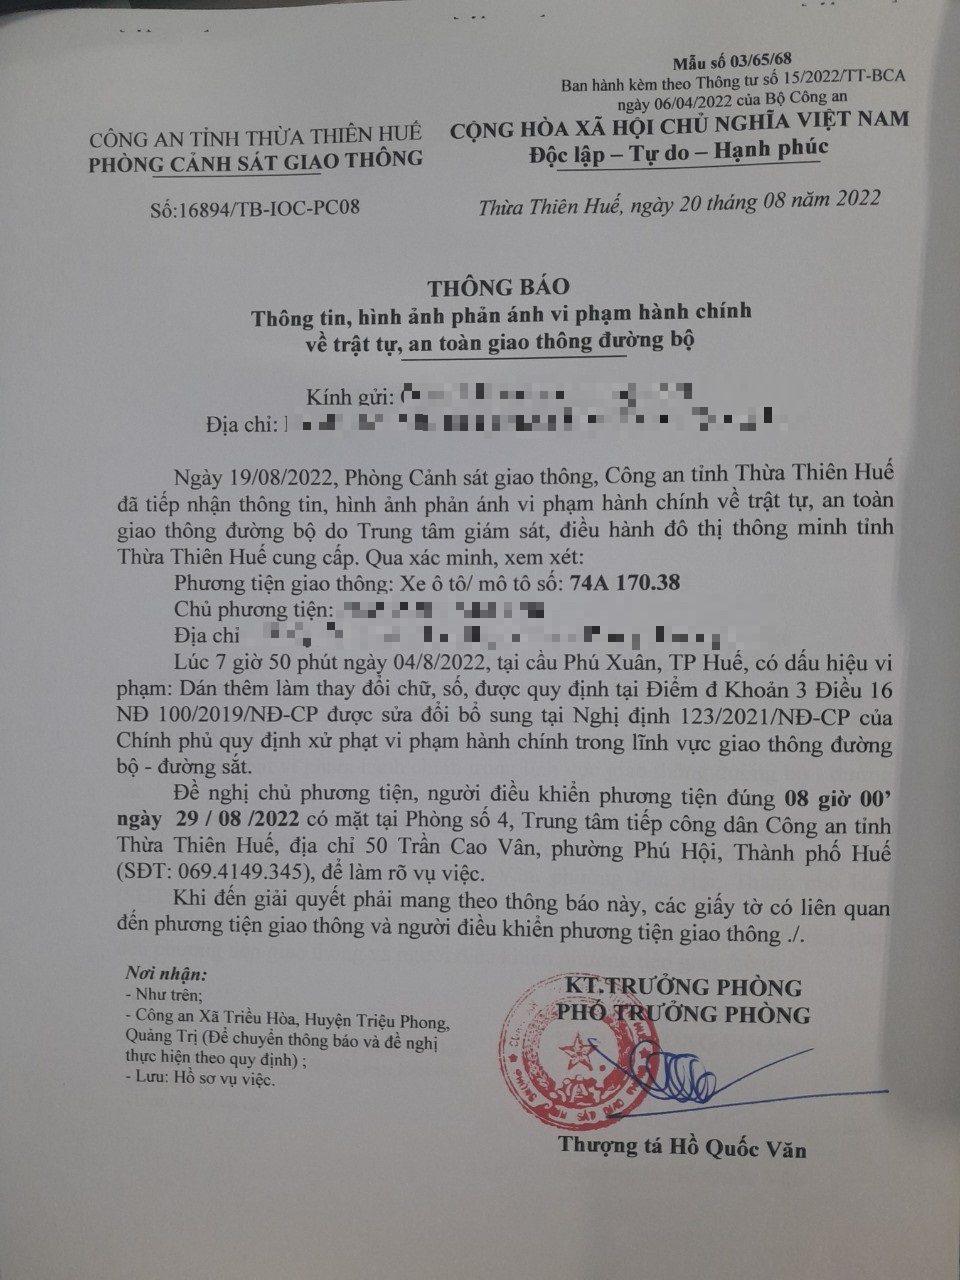 Mẫu số 03/65/68
Ban hành kèm theo Thông tư số 15/2022/TT-BCA
ngày 06/04/2022 của Bộ Công an
CÔNG AN TỈNH THỪA THIÊN HUẾ
PHÒNG CẢNH SÁT GIAO THÔNG
CỘNG HÒA XÃ HỘI CHỦ NGHĨA VIỆT NAM
Độc lập – Tự do – Hạnh phúc
Số:16894/TB-IOC-PC08
Thừa Thiên Huế, ngày 20 tháng 08 năm 2022
THÔNG BÁO
Thông tin, hình ảnh phản ánh vi phạm hành chính
về trật tự, an toàn giao thông đường bộ
Kính gửi:
Địa chỉ:
Ngày 19/08/2022, Phòng Cảnh sát giao thông, Công an tỉnh Thừa Thiên Huế
đã tiếp nhận thông tin, hình ảnh phản ánh vi phạm hành chính về trật tự, an toàn
giao thông đường bộ do Trung tâm giám sát, điều hành đô thị thông minh tỉnh
Thừa Thiên Huế cung cấp. Qua xác minh, xem xét:
Phương tiện giao thông: Xe ô tô/ mô tô số: 74A 170.38
Chủ phương tiện:
Địa chỉ
Lúc 7 giờ 50 phút ngày 04/8/2022, tại cầu Phú Xuân, TP Huế, có dấu hiệu vi
phạm: Dán thêm làm thay đổi chữ, số, được quy định tại Điểm đ Khoản 3 Điều 16
NĐ 100/2019/NĐ-CP được sửa đổi bổ sung tại Nghị định 123/2021/NĐ-CP của
Chính phủ quy định xử phạt vi phạm hành chính trong lĩnh vực giao thông đường
bộ - đường sắt.
Đề nghị chủ phương tiện, người điều khiển phương tiện đúng 08 giờ 00’
ngày 29 / 08 /2022 có mặt tại Phòng số 4, Trung tâm tiếp công dân Công an tỉnh
Thừa Thiên Huế, địa chỉ 50 Trần Cao Vân, phường Phú Hội, Thành phố Huế
(SĐT: 069.4149.345), để làm rõ vụ việc.
Khi đến giải quyết phải mang theo thông báo này, các giấy tờ có liên quan
đến phương tiện giao thông và người điều khiển phương tiện giao thông ./.
Nơi nhận:
- Như trên;
- Công an Xã Triều Hòa, Huyện Triệu Phong,
Quảng Trị (Để chuyển thông báo và đề nghị
thực hiện theo quy định) ;
- Lưu: Hồ sơ vụ việc.
KT.TRƯỞNG PHÒNG
PHÓ TRƯỞNG PHÒNG
Thượng tá Hồ Quốc Văn